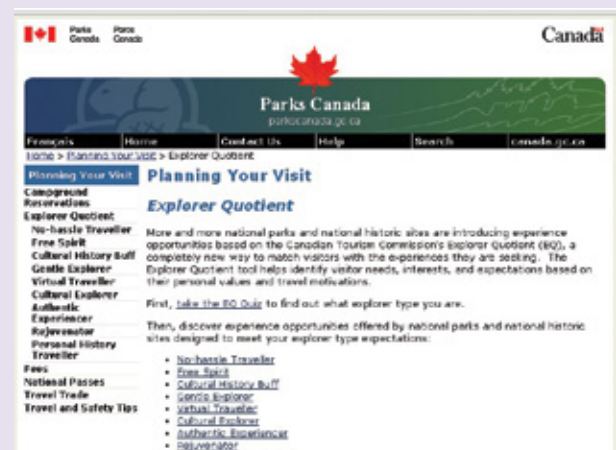 Parks Parcs
Canada Canada
Canada
Parks Canada
parkscanada.gc.ca
Français Home Contact Us Help Search canada.gc.ca
Home > Planning Your Visit > Explorer Quotient
Planning Your Visit
Campground
Reservations
Explorer Quotient
No-hassle Traveller
Free Spirit
Cultural History Buff
Gentle Explorer
Virtual Traveller
Cultural Explorer
Authentic
Experiencer
Rejuvenator
Personal History
Traveller
Fees
National Passes
Travel Trade
Travel and Safety Tips
Planning Your Visit
Explorer Quotient
More and more national parks and national historic sites are introducing experience
opportunities based on the Canadian Tourism Commission's Explorer Quotient (EQ), a
completely new way to match visitors with the experiences they are seeking. The
Explorer Quotient tool helps identify visitor needs, interests, and expectations based on
their personal values and travel motivations.
First, take the EQ Quiz to find out what explorer type you are.
Then, discover experience opportunities offered by national parks and national historic
sites designed to meet your explorer type expectations:
• No-hassle Traveller
• Free Spirit
• Cultural History Buff
• Gentle Explorer
• Virtual Traveller
• Cultural Explorer
• Authentic Experiencer
• Rejuvenator